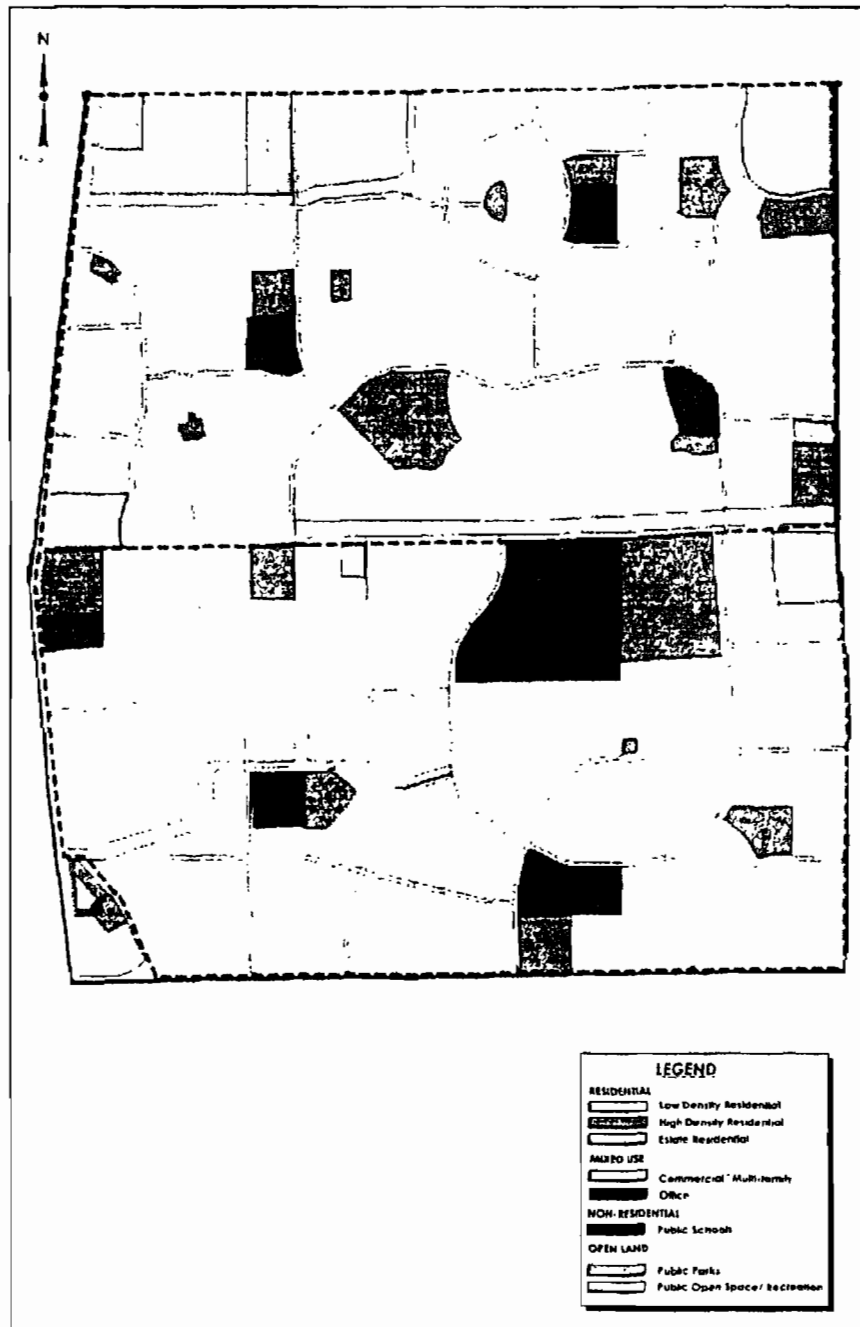 N
LEGEND
RESIDENTIAL
Low Density Residential
High Density Residential
Estate Residential
MIXED USE
Commercial / Multi-family
Office
NON-RESIDENTIAL
Public Schools
OPEN LAND
Public Parks
Public Open Space / Recreation